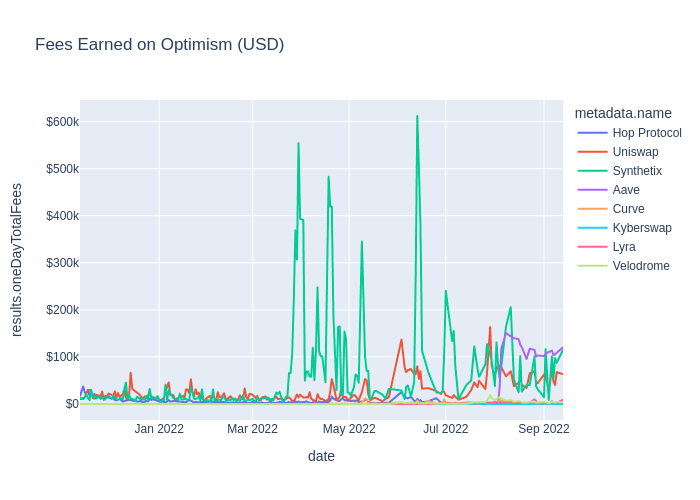 Fees Earned on Optimism (USD)
metadata.name
Hop Protocol
Uniswap
Synthetix
Aave
Curve
Kyberswap
Lyra
Velodrome
results.oneDayTotalFees
$600k
$500k
$400k
$300k
$200k
$100k
$0
Jan 2022
Mar 2022
May 2022
Jul 2022
Sep 2022
date